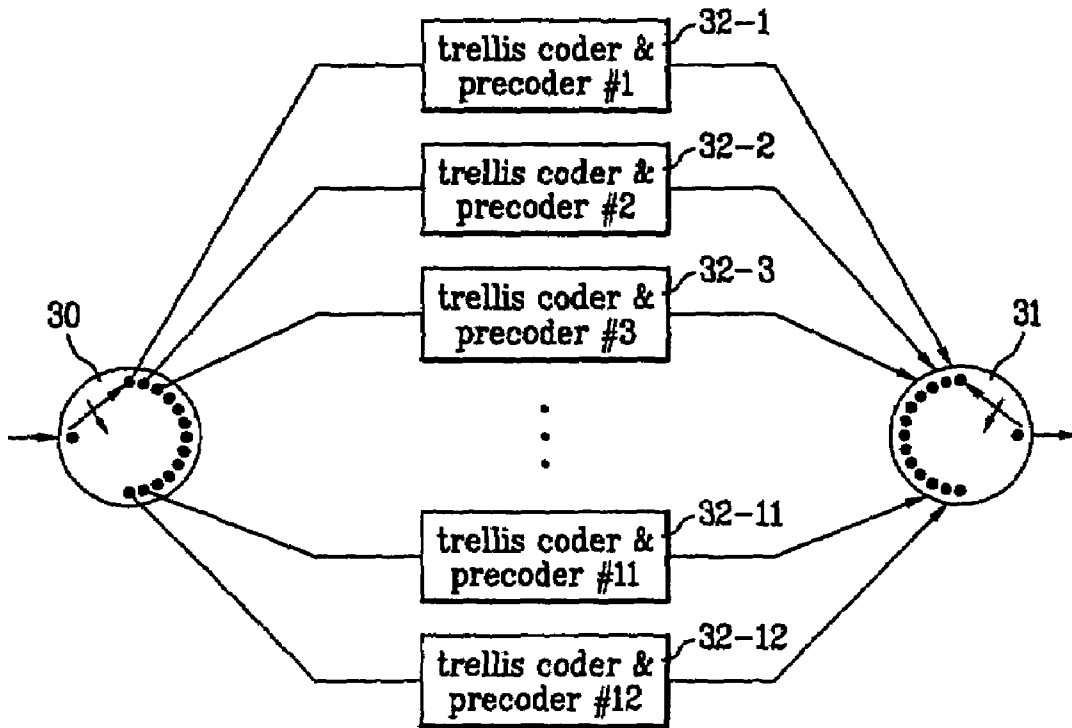 32-1
trellis coder &
precoder #1
32-2
trellis coder &
precoder #2
32-3
trellis coder &
precoder #3
30
31
32-11
trellis coder &
precoder #11
32-12
trellis coder &
precoder #12